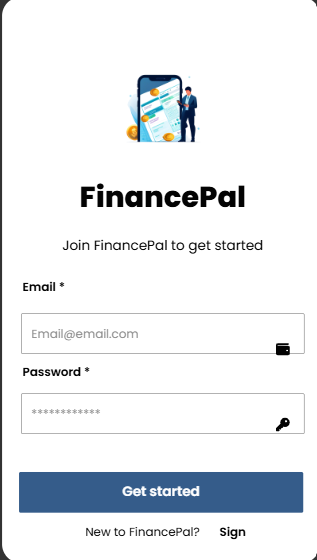 FinancePal
Join FinancePal to get started
Email *
Email@email.com
Password *
************
Get started
New to FinancePal? Sign